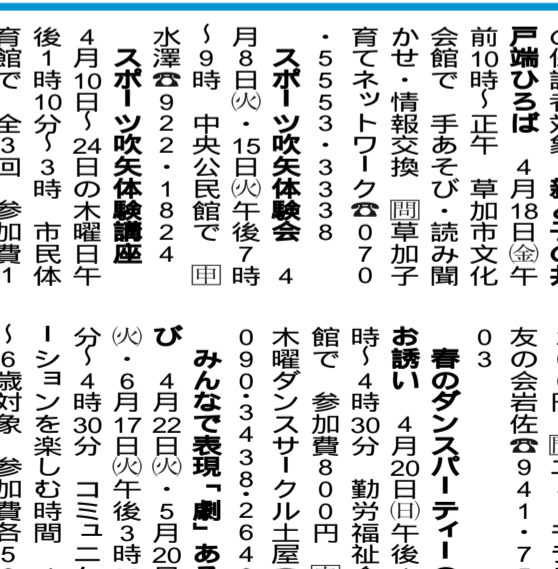 戸端ひろば　4月18日㈮午
前10時～正午　草加市文化
会館で　手あそび・読み聞
かせ・情報交換　問草加子
育てネットワーク☎070
・5553・3338
スポーツ吹矢体験会　4
月8日㈫・15日㈫午後7時
～9時　中央公民館で　申
水澤☎922・1824
スポーツ吹矢体験講座
4月10日～24日の木曜日午
後1時10分～3時　市民体
育館で　全3回　参加費1
友の会岩佐☎941・7
03
春のダンスパーティーの
お誘い　4月20日㈰午後
時～4時30分　勤労福祉会
館で　参加費800円
木曜ダンスサークル土屋
090・3438・264
みんなで表現「劇」あ
び　4月22日㈫・5月20
㈫・6月17日㈫午後3時
分～4時30分　コミュニ
ーションを楽しむ時間
～6歳対象　参加費各5